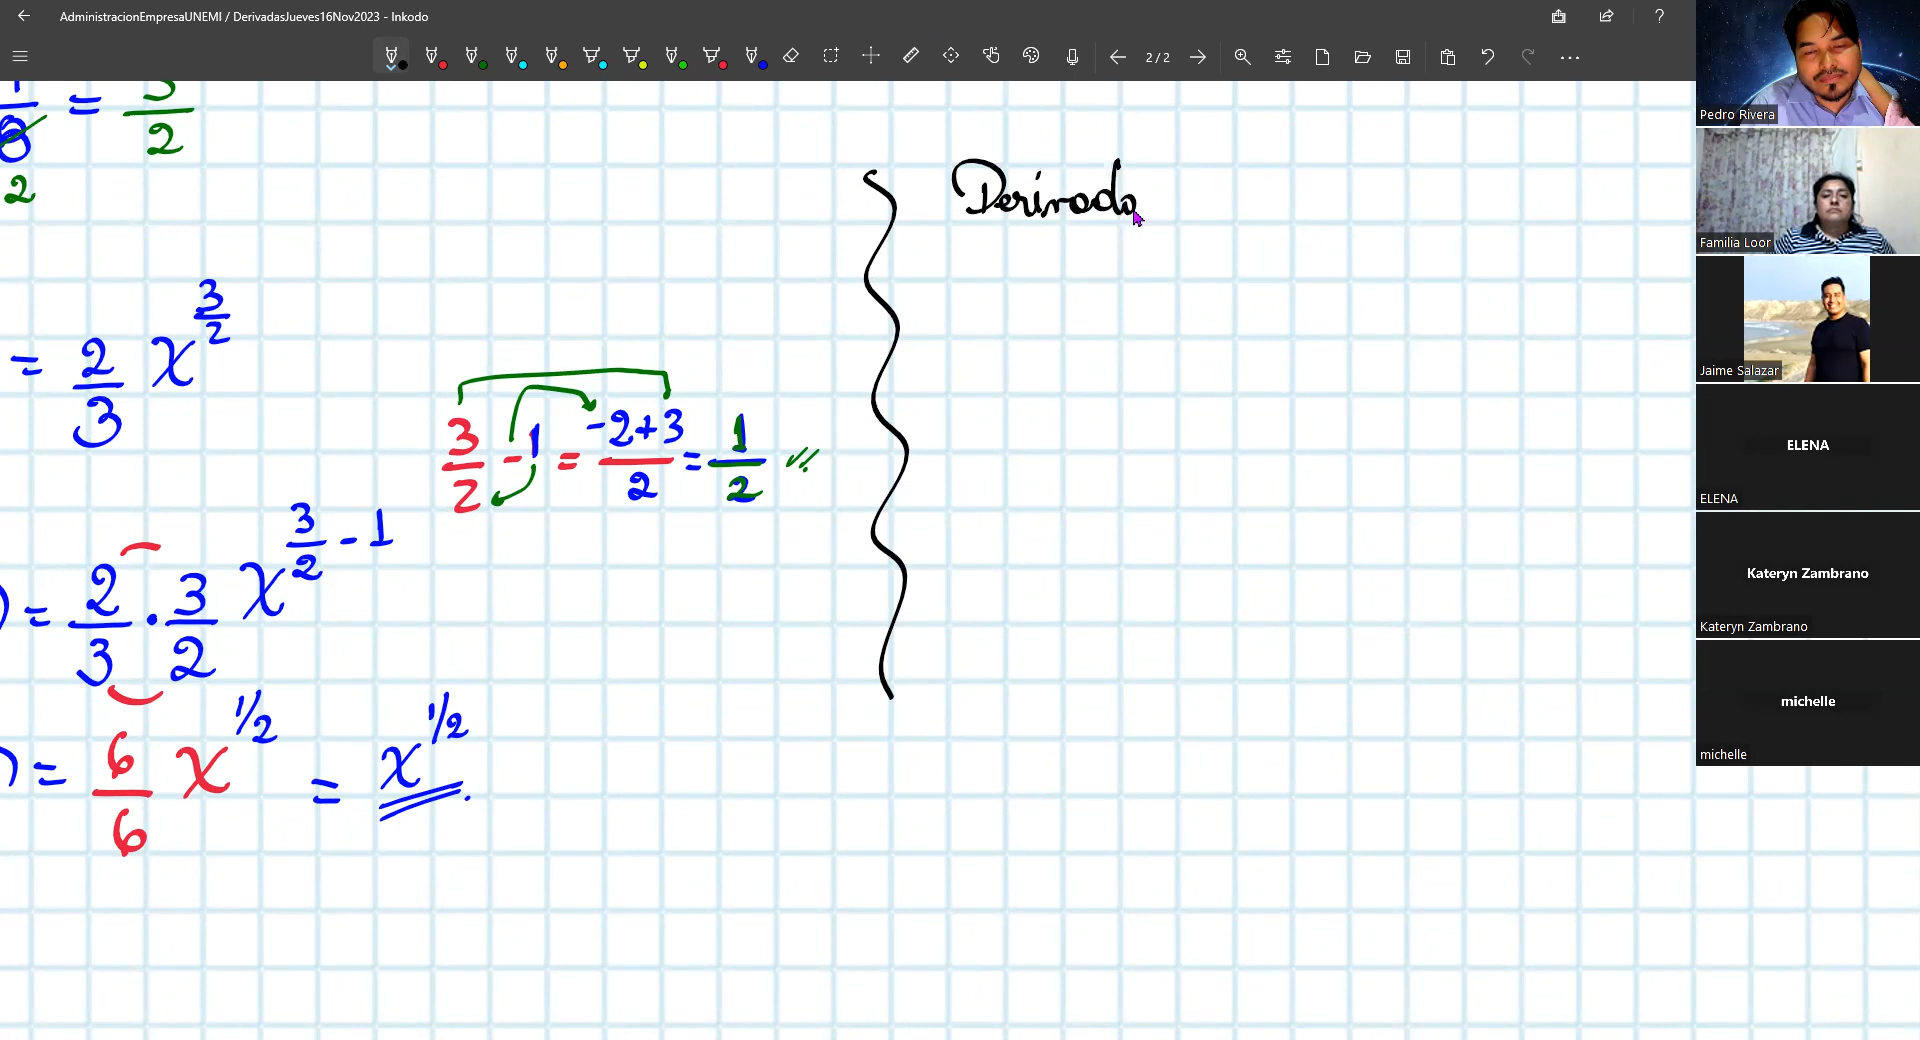 AdministracionEmpresaUNEMI / DerivadasJueves16Nov2023 - Inkodo
?
2 / 2
Pedro Rivera
Familia Loor
Jaime Salazar
ELENA
ELENA
Kateryn Zambrano
Kateryn Zambrano
michelle
michelle
= 3/2
2
= 2/3 x^(3/2)
3/2 - 1 = (-2+3)/2 = 1/2
) = 2/3 · 3/2 x^(3/2 - 1)
) = 6/6 x^(1/2) = x^(1/2).
Derivada